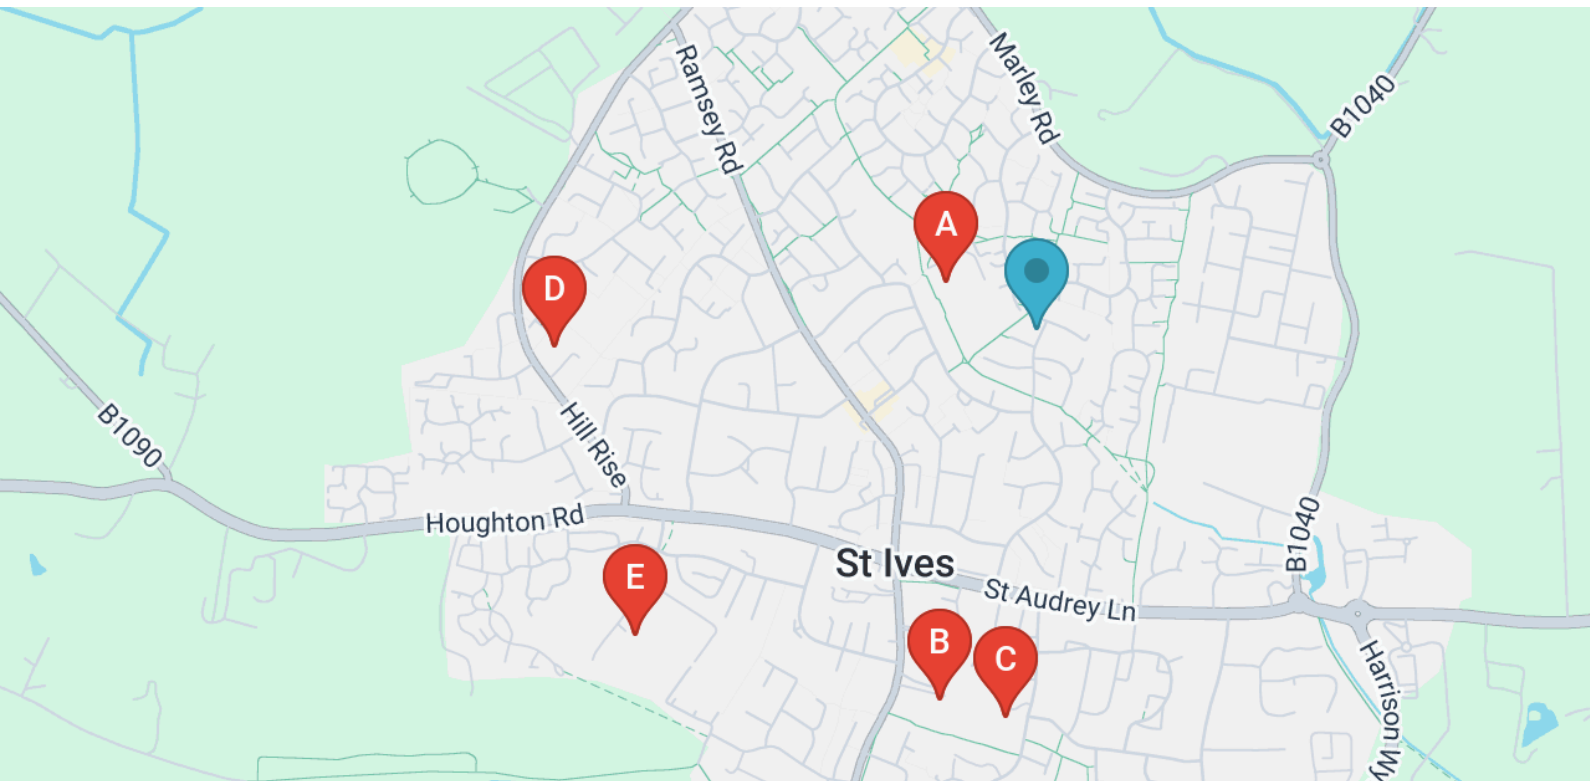 Ramsey Rd
Marley Rd
B1040
A
D
B1090
Hill Rise
Houghton Rd
St Ives
B1040
E
St Audrey Ln
B
C
Harrison Wy